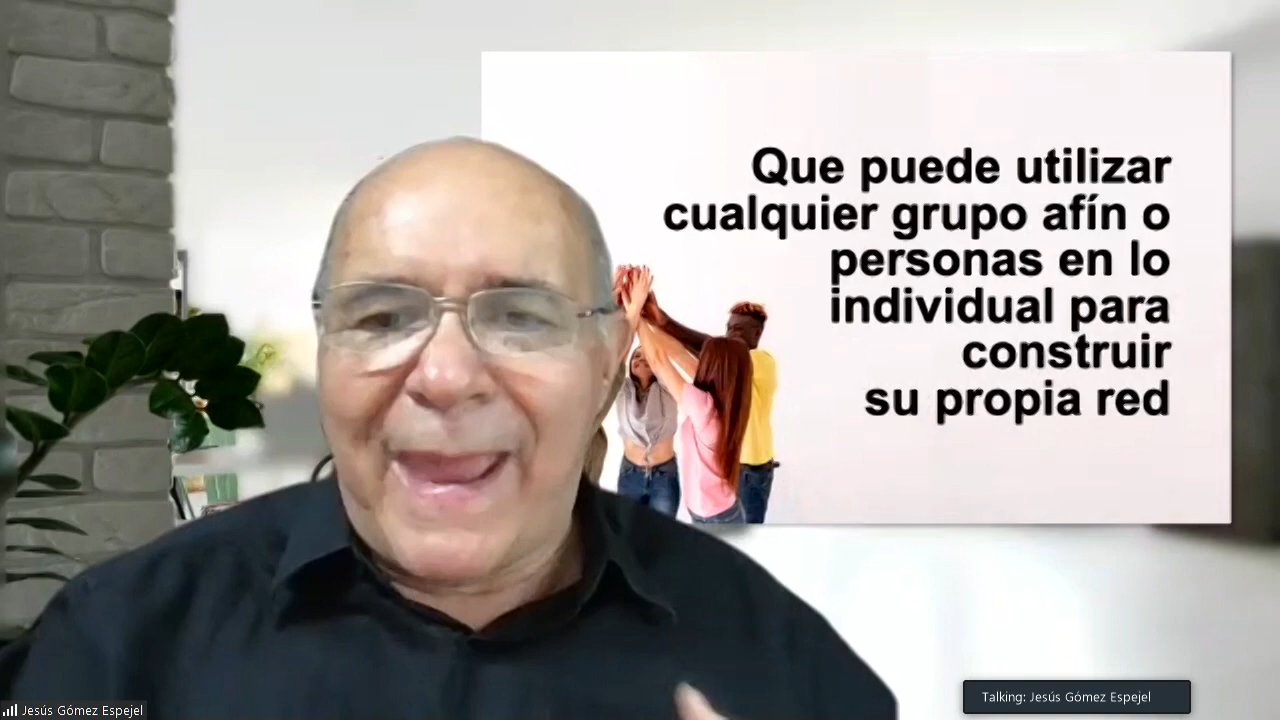 Que puede utilizar
cualquier grupo afín o
personas en lo
individual para
construir
su propia red
Talking: Jesús Gómez Espejel
Jesús Gómez Espejel